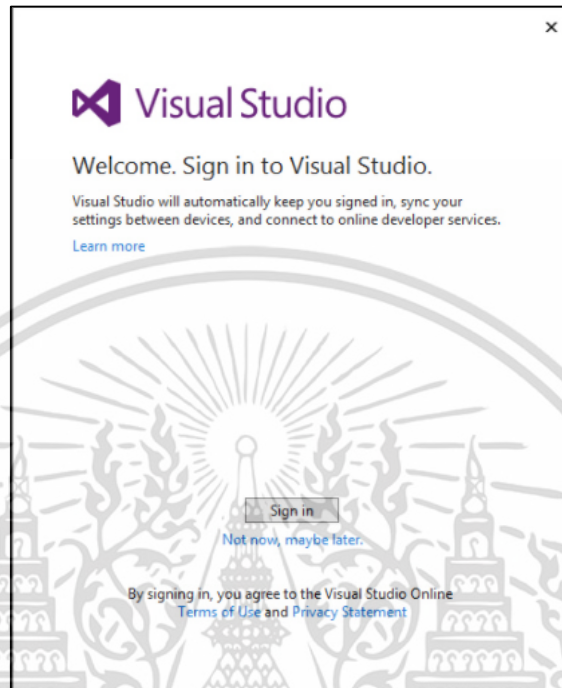 Visual Studio
Welcome. Sign in to Visual Studio.
Visual Studio will automatically keep you signed in, sync your
settings between devices, and connect to online developer services.
Learn more
Sign in
Not now, maybe later.
By signing in, you agree to the Visual Studio Online
Terms of Use and Privacy Statement